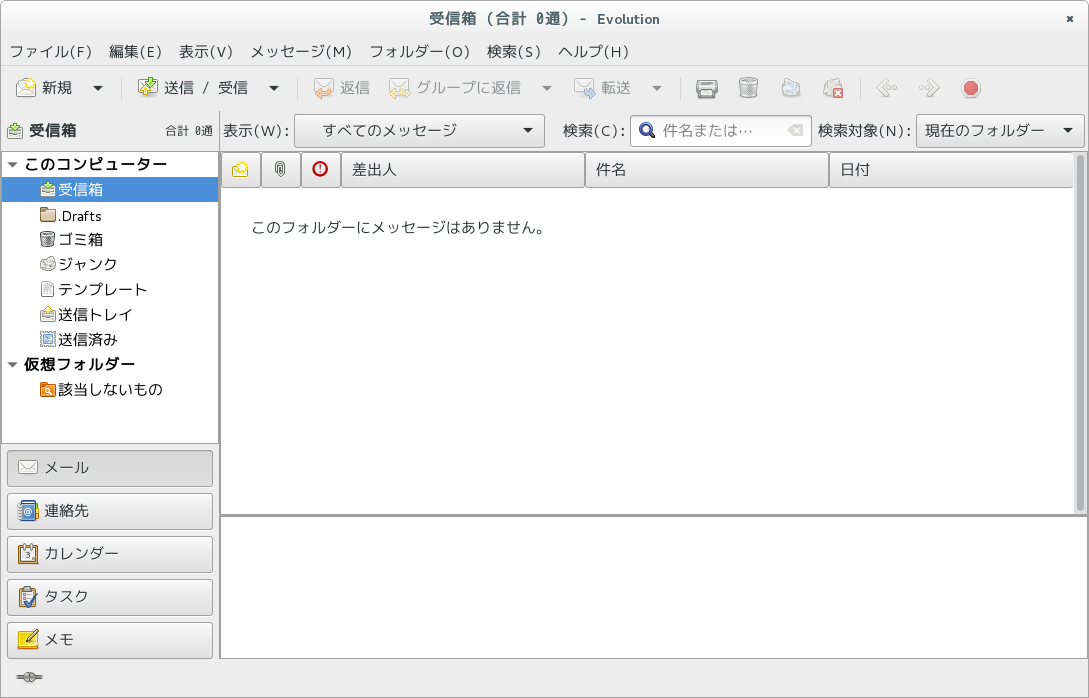 受信箱 (合計 0通) - Evolution
ファイル(F) 編集(E) 表示(V) メッセージ(M) フォルダー(O) 検索(S) ヘルプ(H)
新規 送信 / 受信 返信 グループに返信 転送
受信箱 合計 0通 表示(W): すべてのメッセージ 検索(C): 件名または… 検索対象(N): 現在のフォルダー
差出人 件名 日付
このコンピューター
受信箱
.Drafts
ゴミ箱
ジャンク
テンプレート
送信トレイ
送信済み
仮想フォルダー
該当しないもの
このフォルダーにメッセージはありません。
メール
連絡先
カレンダー
タスク
メモ